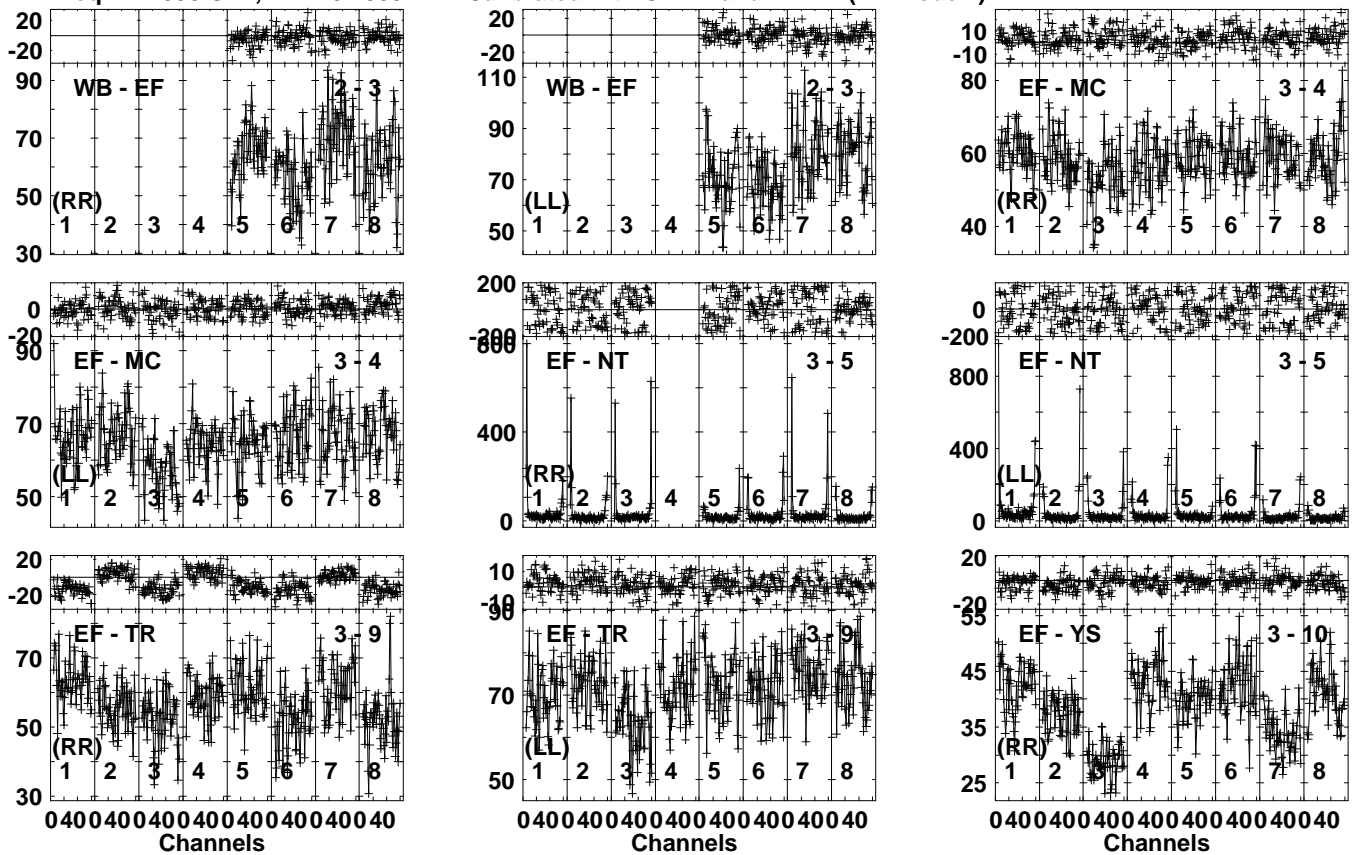 20 20 10
-20 -20 -10
90 WB - EF 2 - 3 110 WB - EF 2 - 3 80 EF - MC 3 - 4
70 90 60
50 70 40
(RR) (LL) (RR)
1 2 3 4 5 6 7 8 1 2 3 4 5 6 7 8 1 2 3 4 5 6 7 8
30 50
0 200 0
-20 -200 -200
90 EF - MC 3 - 4 800 EF - NT 3 - 5 EF - NT 3 - 5
800
70 400 400
(LL) (RR) (LL)
50 1 2 3 4 5 6 7 8 1 2 3 4 5 6 7 8 1 2 3 4 5 6 7 8
0 0
20 10 20
-20 -10 -20
EF - TR 3 - 9 90 EF - TR 3 - 9 55 EF - YS 3 - 10
70 70 45
50 35
(RR) (LL) (RR)
1 2 3 4 5 6 7 8 1 2 3 4 5 6 7 8 1 2 3 4 5 6 7 8
30 50 25
0 40 0 40 0 40 0 40 0 40 0 40 0 40 0 40 0 40 0 40 0 40 0 40 0 40 0 40 0 40 0 40 0 40 0 40 0 40 0 40 0 40 0 40 0 40 0 40
Channels Channels Channels